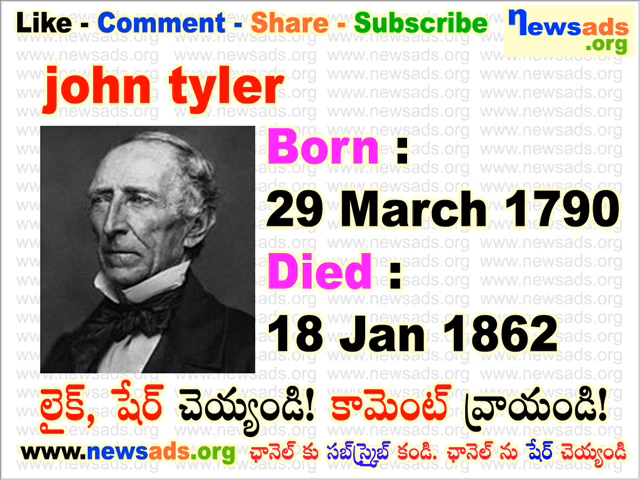 Like - Comment - Share - Subscribe
newsads
.org
john tyler
Born :
29 March 1790
Died :
18 Jan 1862
లైక్, షేర్ చెయ్యండి! కామెంట్ వ్రాయండి!
www.newsads.org ఛానెల్ కు సబ్‌స్క్రైబ్ కండి. ఛానెల్ ను షేర్ చెయ్యండి